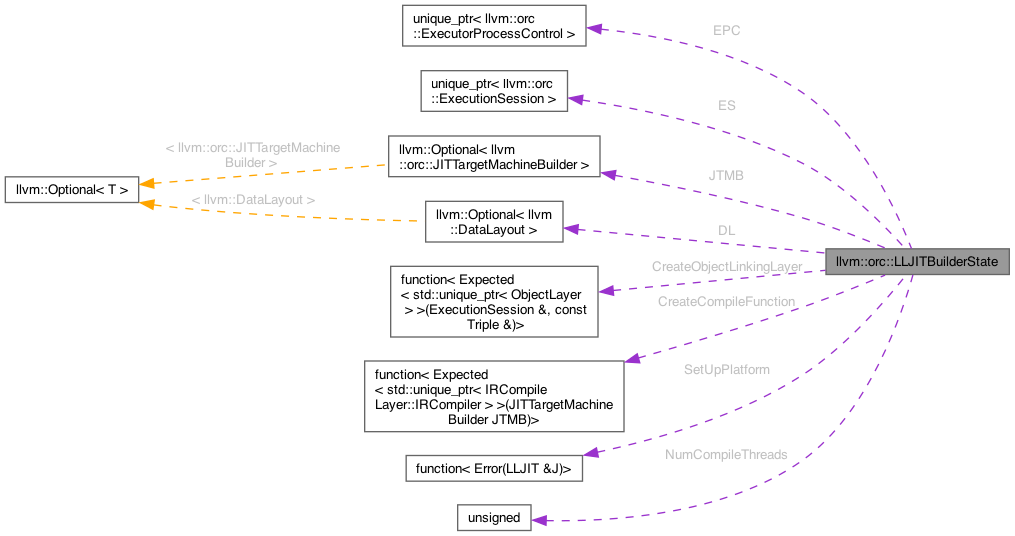 unique_ptr< llvm::orc
::ExecutorProcessControl >
EPC
unique_ptr< llvm::orc
::ExecutionSession >
ES
< llvm::orc::JITTargetMachine
Builder >
llvm::Optional< llvm
::orc::JITTargetMachineBuilder >
JTMB
llvm::Optional< T >
< llvm::DataLayout >
llvm::Optional< llvm
::DataLayout >
DL
llvm::orc::LLJITBuilderState
function< Expected
< std::unique_ptr< ObjectLayer
> >(ExecutionSession &, const
Triple &)>
CreateObjectLinkingLayer
CreateCompileFunction
function< Expected
< std::unique_ptr< IRCompile
Layer::IRCompiler > >(JITTargetMachine
Builder JTMB)>
SetUpPlatform
function< Error(LLJIT &J)>
NumCompileThreads
unsigned